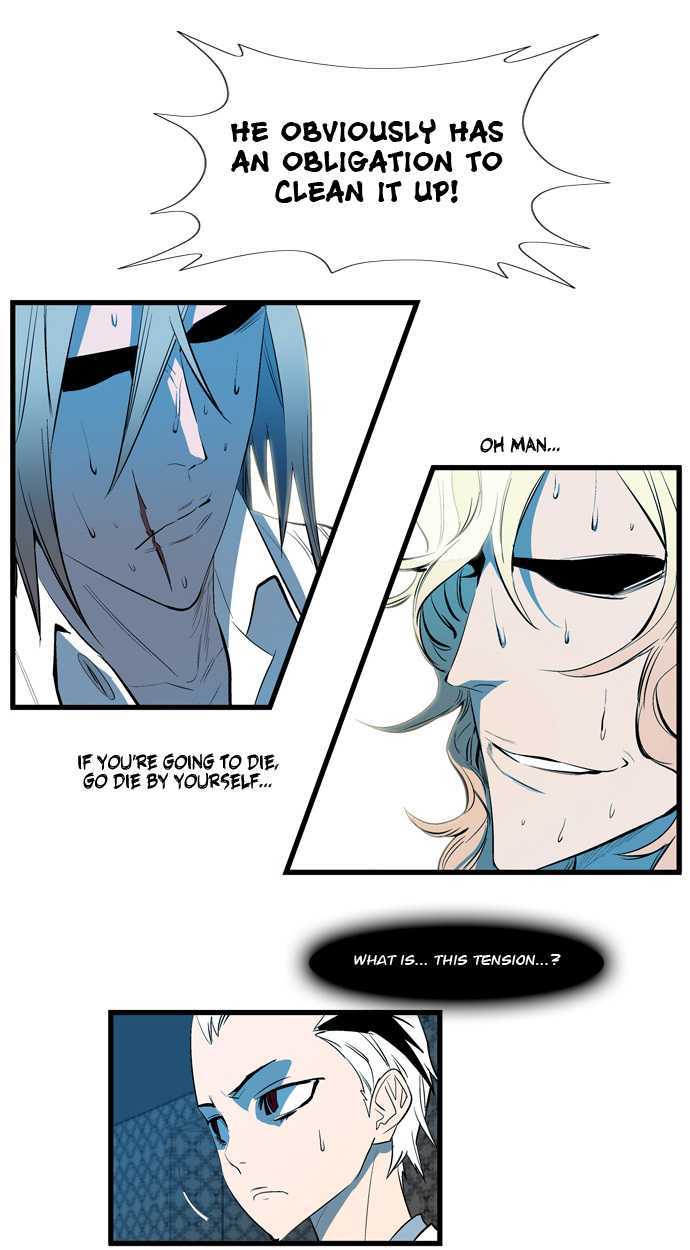 HE OBVIOUSLY HAS
AN OBLIGATION TO
CLEAN IT UP!
OH MAN...
IF YOU'RE GOING TO DIE,
GO DIE BY YOURSELF...
WHAT IS... THIS TENSION...?